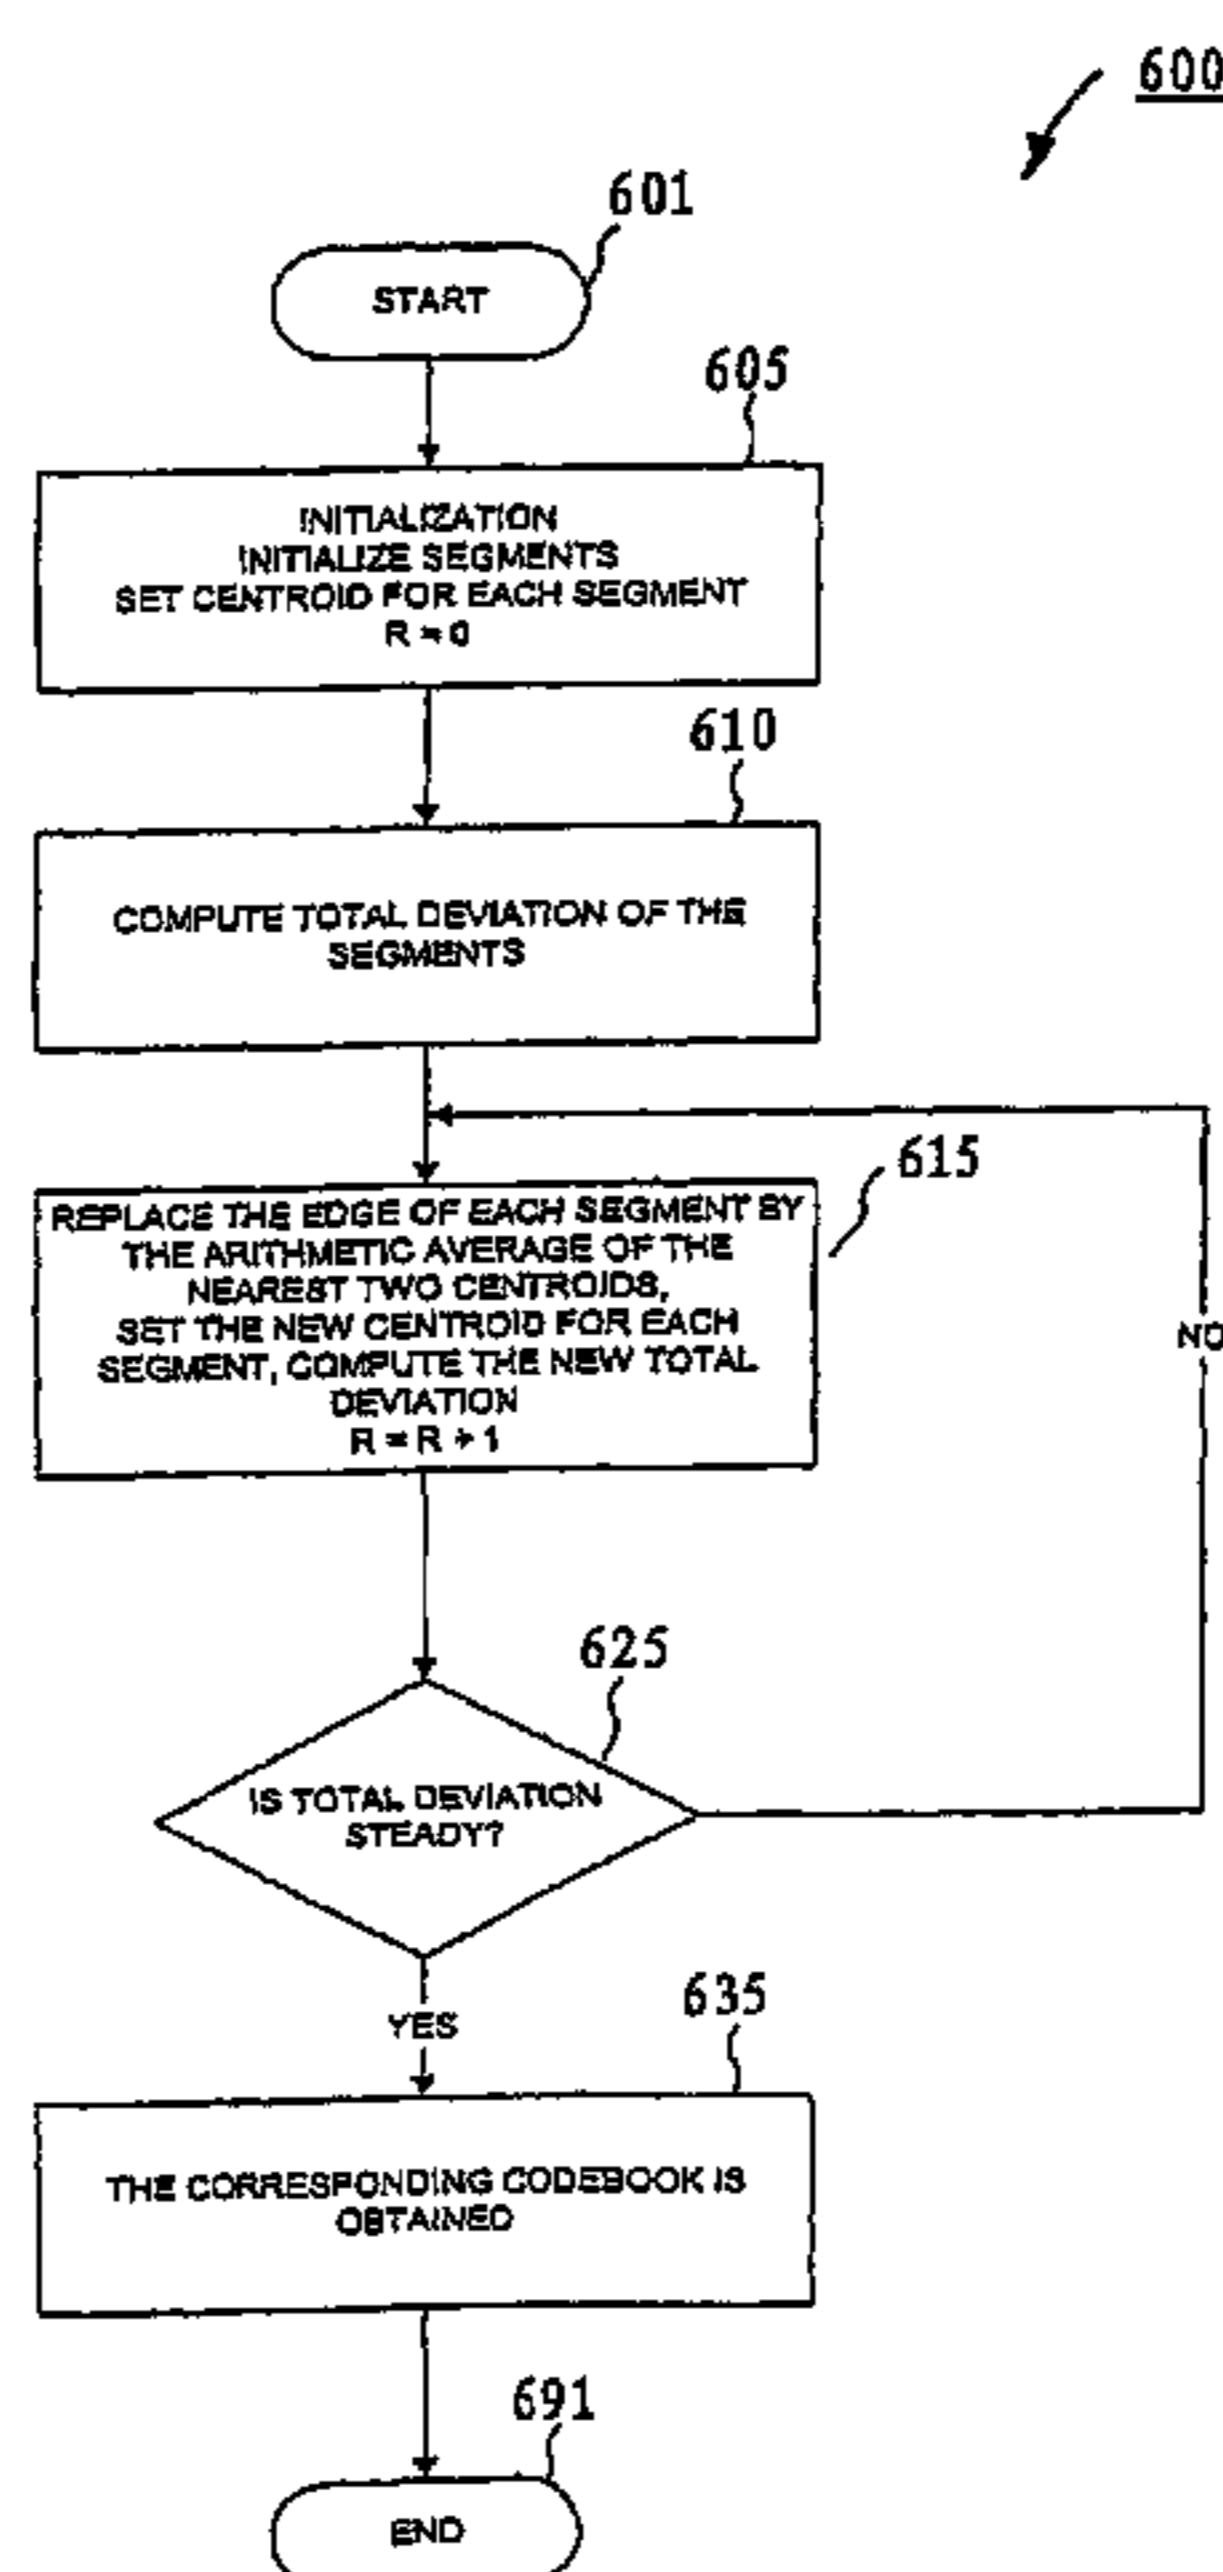 600
601
START
605
INITIALIZATION
INITIALIZE SEGMENTS
SET CENTROID FOR EACH SEGMENT
R = 0
610
COMPUTE TOTAL DEVIATION OF THE
SEGMENTS
615
REPLACE THE EDGE OF EACH SEGMENT BY
THE ARITHMETIC AVERAGE OF THE
NEAREST TWO CENTROIDS,
SET THE NEW CENTROID FOR EACH
SEGMENT, COMPUTE THE NEW TOTAL
DEVIATION
R = R + 1
NO
625
IS TOTAL DEVIATION
STEADY?
YES
635
THE CORRESPONDING CODEBOOK IS
OBTAINED
691
END